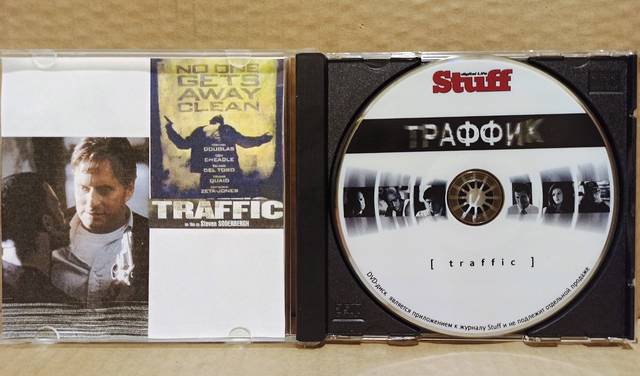 NO ONE
GETS
AWAY
CLEAN
DOUGLAS
CHEADLE
DEL TORO
QUAID
ZETA-JONES
TRAFFIC
Steven SODERBERGH
digital Life
Stuff
ТРАФФИК
[ traffic ]
DVD-диск является приложением к журналу Stuff и не подлежит отдельной продаже